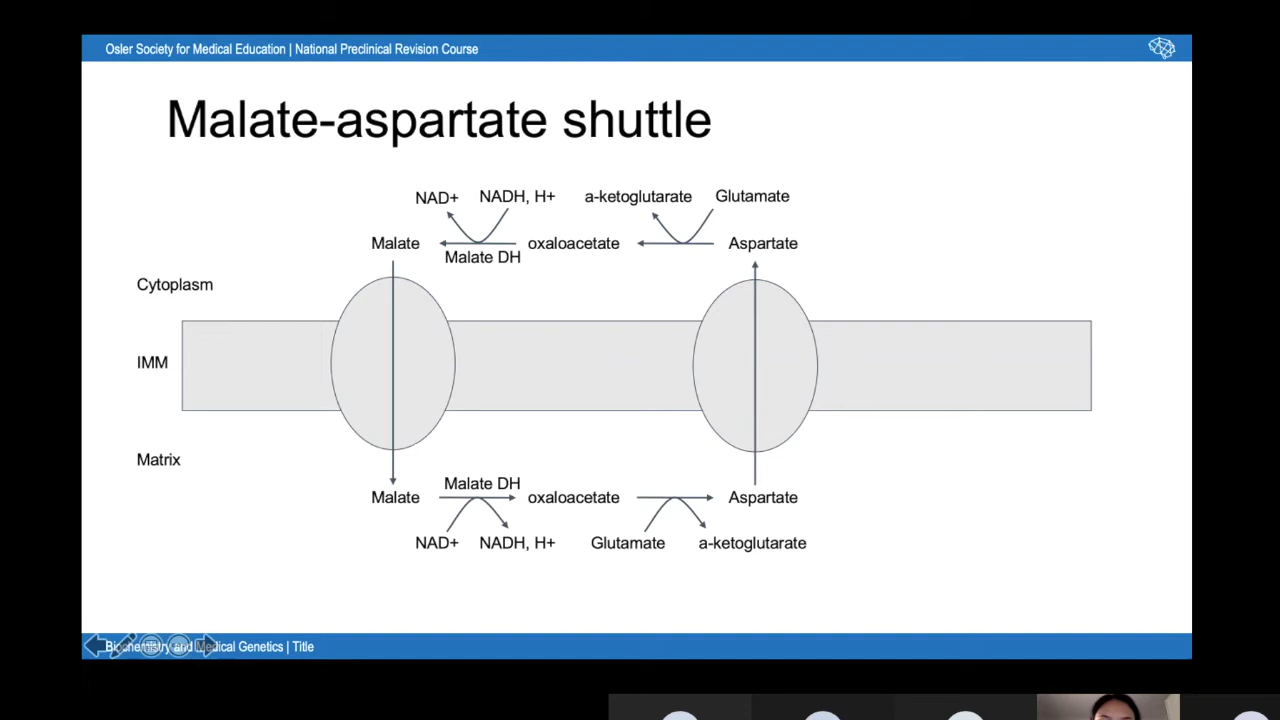 Osler Society for Medical Education | National Preclinical Revision Course
Malate-aspartate shuttle
NAD+ NADH, H+ a-ketoglutarate Glutamate
Malate oxaloacetate Aspartate
Malate DH
Cytoplasm
IMM
Matrix
Malate DH
Malate oxaloacetate Aspartate
NAD+ NADH, H+ Glutamate a-ketoglutarate
Biochemistry and Medical Genetics | Title